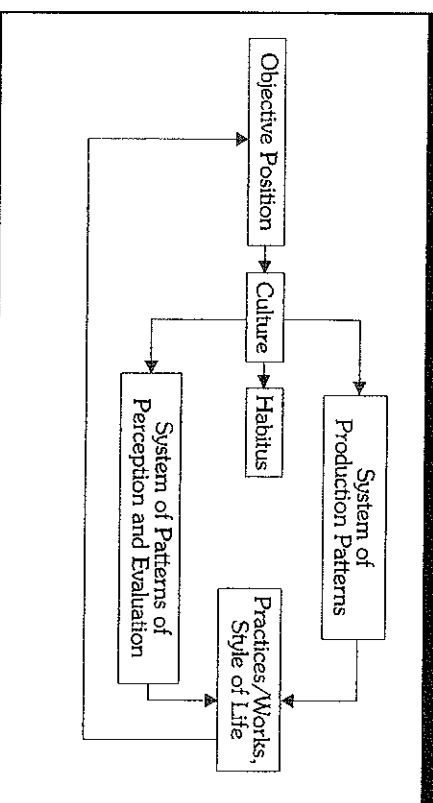 Objective Position
Culture
Habitus
System of
Production Patterns
System of Patterns of
Perception and Evaluation
Practices/Works,
Style of Life